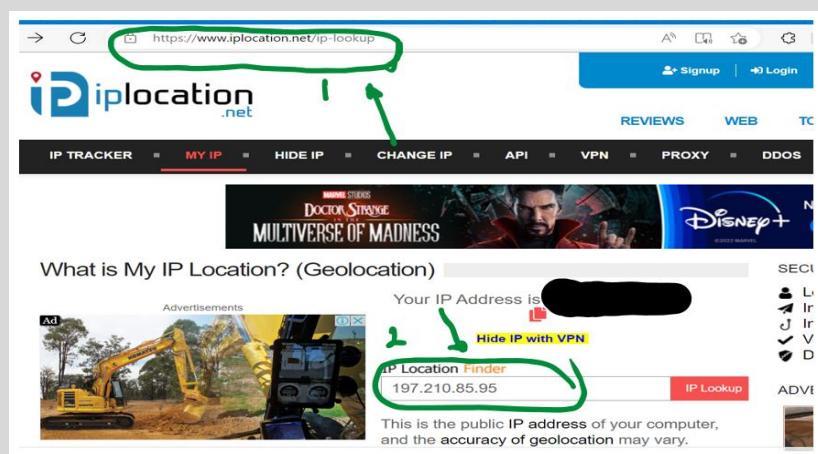 https://www.iplocation.net/ip-lookup
Signup
Login
iplocation
.net
1
REVIEWS WEB
IP TRACKER MY IP HIDE IP CHANGE IP API VPN PROXY DDOS
MARVEL STUDIOS
DOCTOR STRANGE
IN THE
MULTIVERSE OF MADNESS
Disney+
©2022 MARVEL
What is My IP Location? (Geolocation)
Advertisements
Ad
KOMATSU
Your IP Address is
2
Hide IP with VPN
IP Location Finder
197.210.85.95
IP Lookup
This is the public IP address of your computer,
and the accuracy of geolocation may vary.